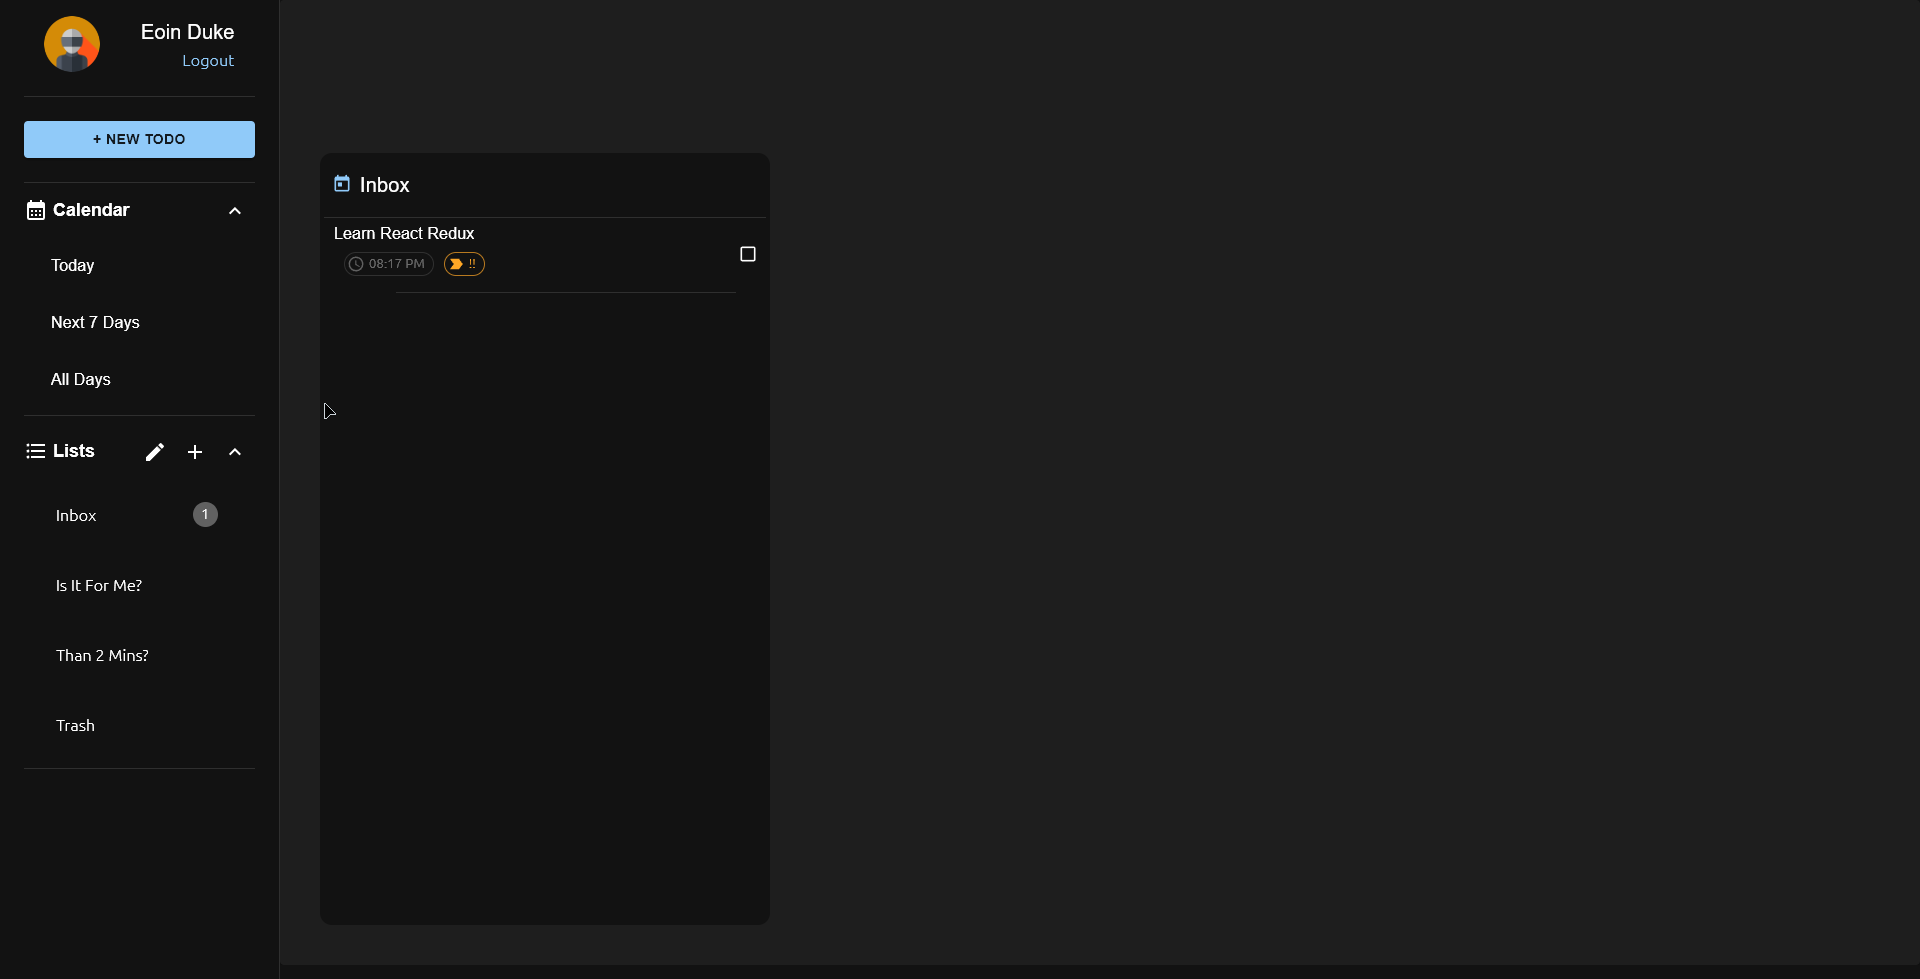 Eoin Duke
Logout
+ NEW TODO
Calendar
Today
Next 7 Days
All Days
Lists
Inbox 1
Is It For Me?
Than 2 Mins?
Trash
Inbox
Learn React Redux
08:17 PM !!